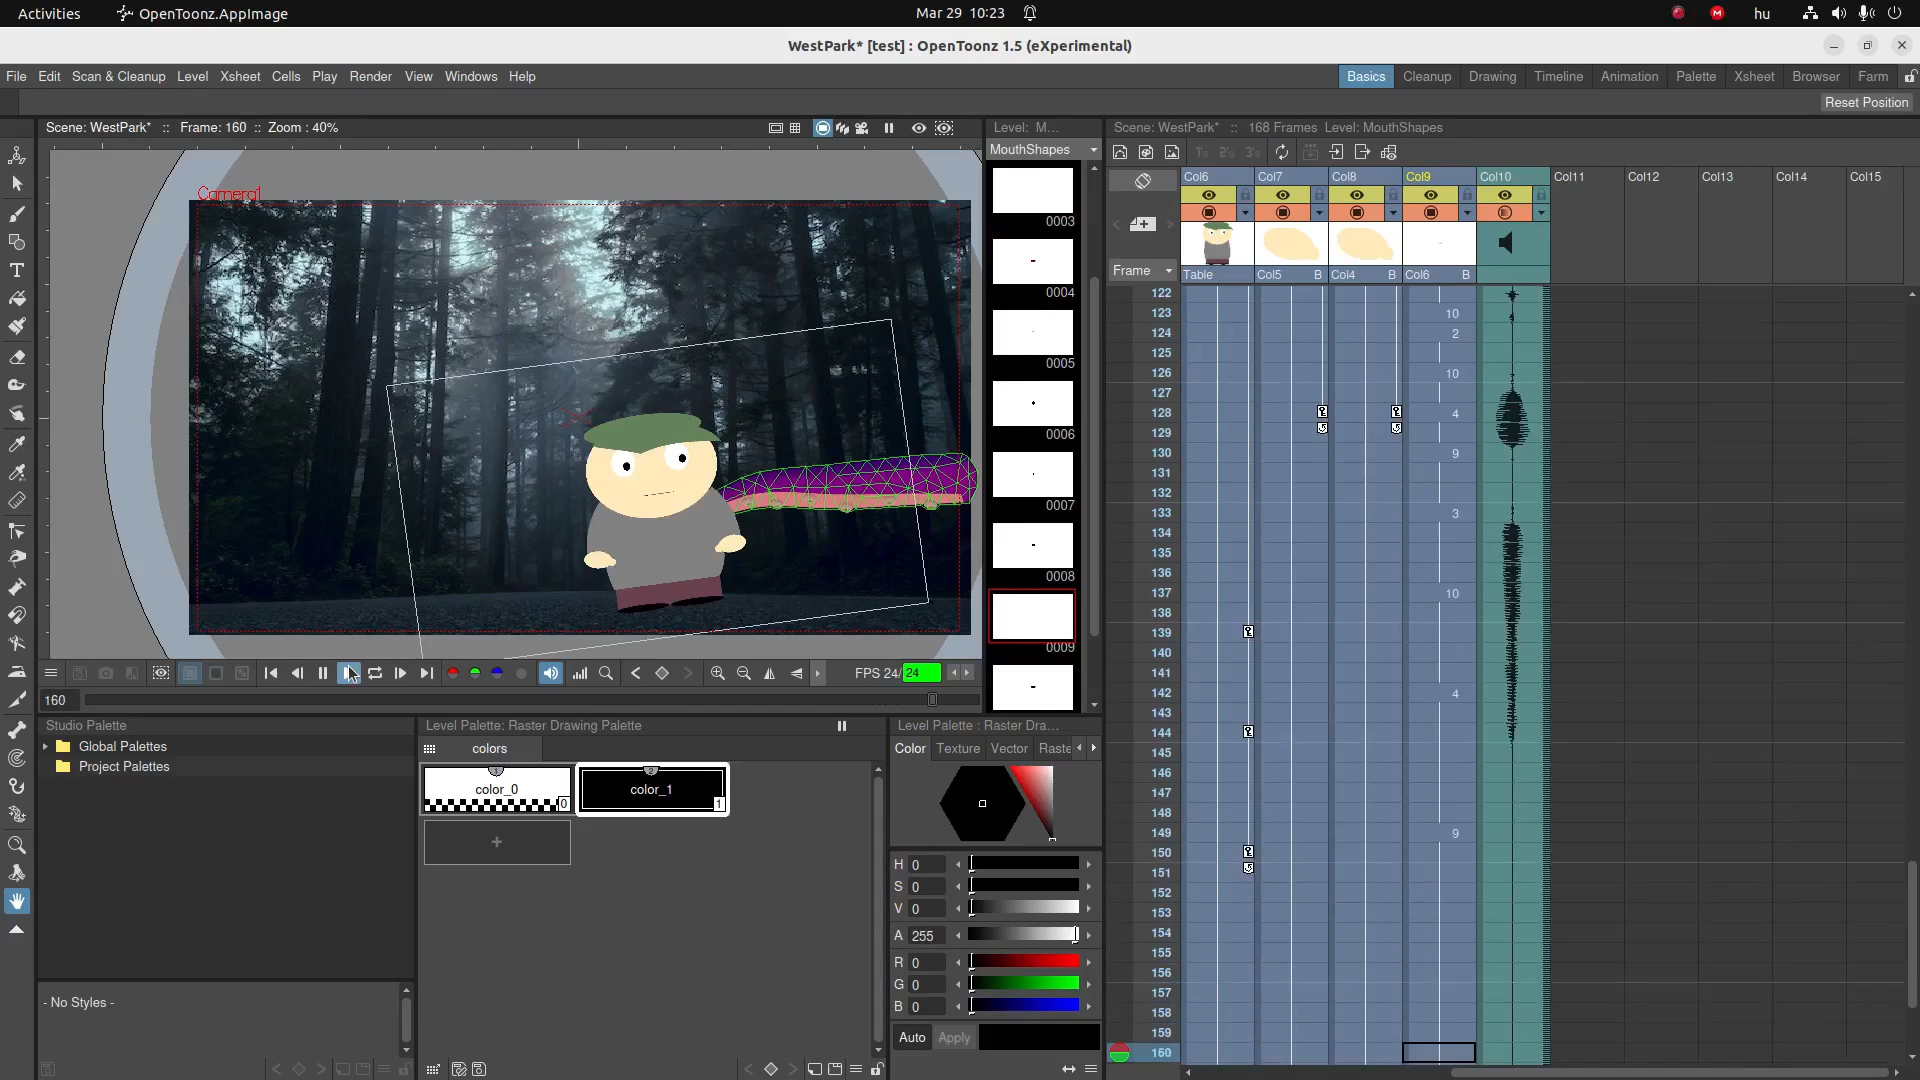 Activities OpenToonz.AppImage Mar 29 10:23 hu
WestPark* [test] : OpenToonz 1.5 (eXperimental)
File Edit Scan & Cleanup Level Xsheet Cells Play Render View Windows Help Basics Cleanup Drawing Timeline Animation Palette Xsheet Browser Farm
Reset Position
Scene: WestPark* :: Frame: 160 :: Zoom : 40%
Level: M...
Scene: WestPark* :: 168 Frames Level: MouthShapes
MouthShapes
1's 2's 3's
Col6 Col7 Col8 Col9 Col10 Col11 Col12 Col13 Col14 Col15
Camera1
0003
Frame Table Col5 B Col4 B Col6 B
0004
0005
0006
0007
0008
0009
122
123 10
124 2
125
126 10
127
128 4
129
130 9
131
132
133 3
134
135
136
137 10
138
139
140
141
142 4
143
144
145
146
147
148
149 9
150
151
152
153
154
155
156
157
158
159
160
FPS 24/ 24
160
Studio Palette
Global Palettes
Project Palettes
- No Styles -
Level Palette: Raster Drawing Palette
colors
1
color_0
0
2
color_1
1
+
Level Palette : Raster Dra...
Color Texture Vector Raste
H 0
S 0
V 0
A 255
R 0
G 0
B 0
Auto Apply